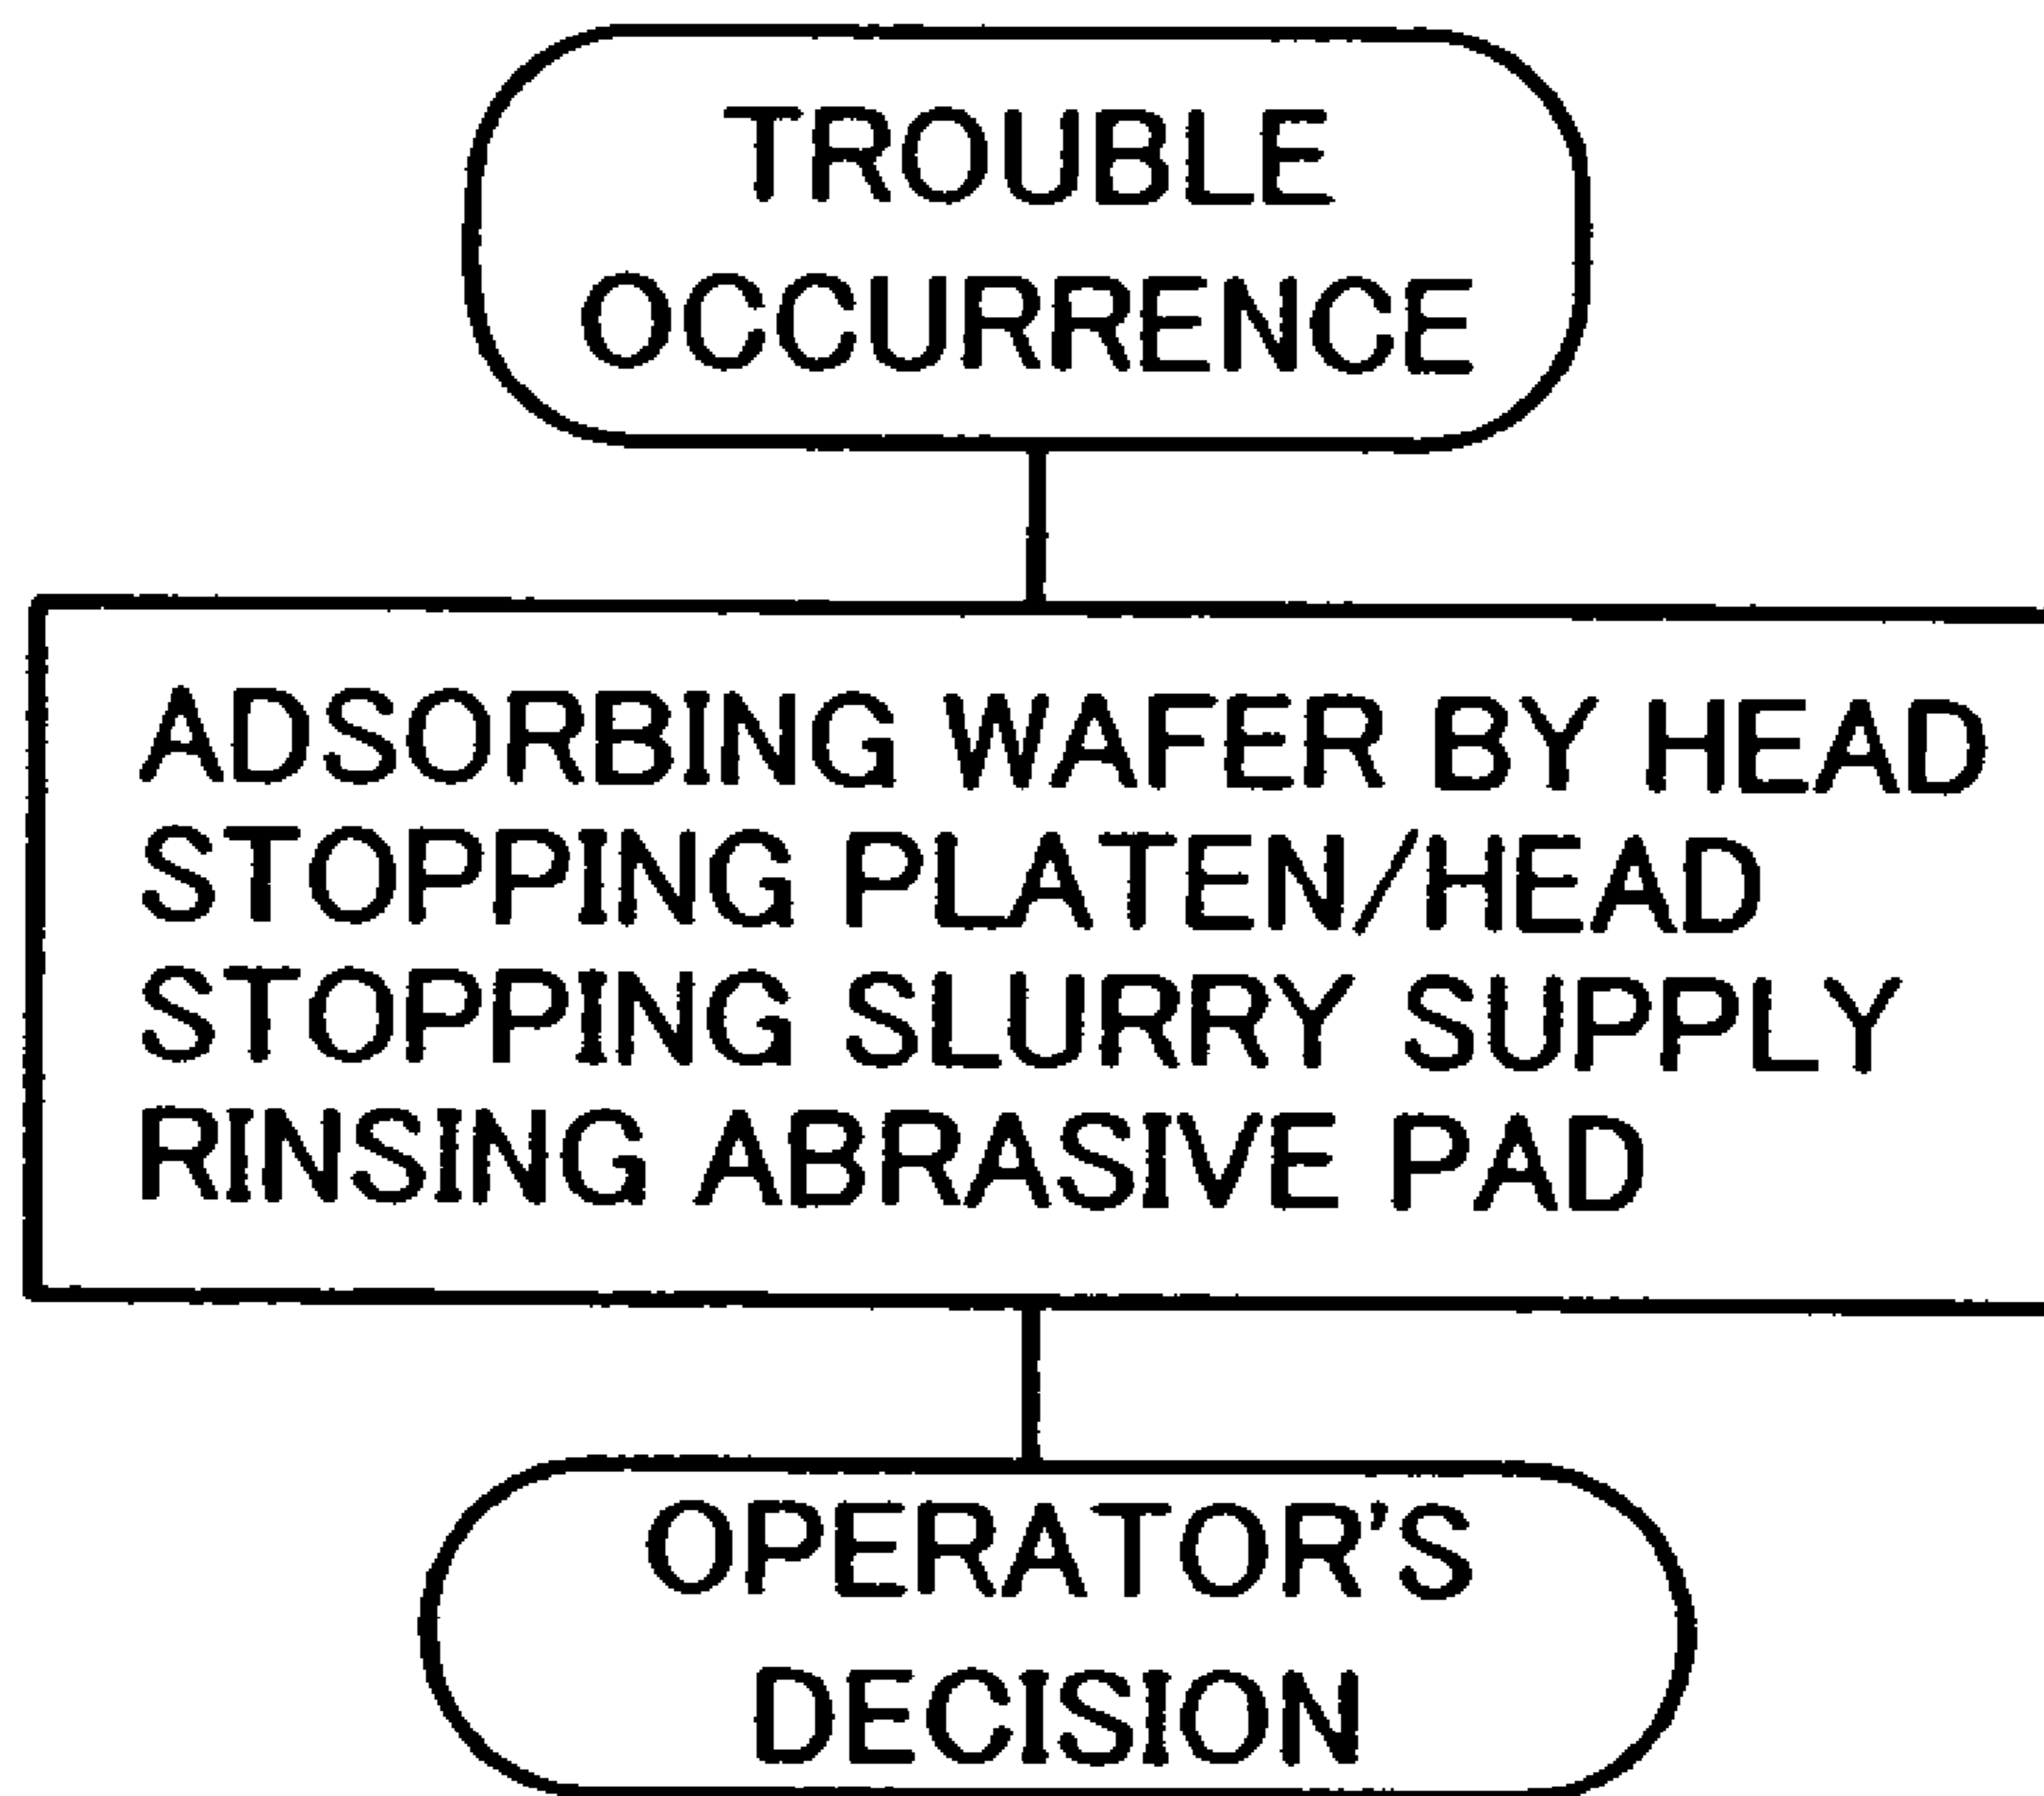 TROUBLE
OCCURRENCE
ADSORBING WAFER BY HEAD
STOPPING PLATEN/HEAD
STOPPING SLURRY SUPPLY
RINSING ABRASIVE PAD
OPERATOR'S
DECISION